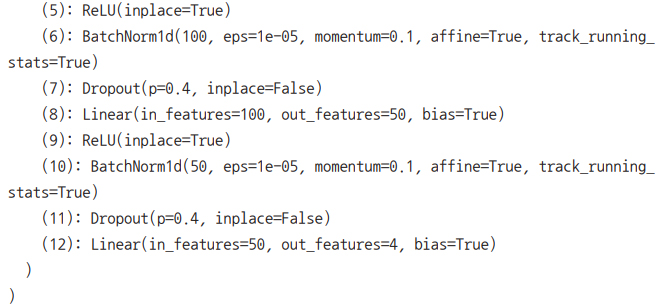 (5): ReLU(inplace=True)
(6): BatchNorm1d(100, eps=1e-05, momentum=0.1, affine=True, track_running_
stats=True)
(7): Dropout(p=0.4, inplace=False)
(8): Linear(in_features=100, out_features=50, bias=True)
(9): ReLU(inplace=True)
(10): BatchNorm1d(50, eps=1e-05, momentum=0.1, affine=True, track_running_
stats=True)
(11): Dropout(p=0.4, inplace=False)
(12): Linear(in_features=50, out_features=4, bias=True)
)
)